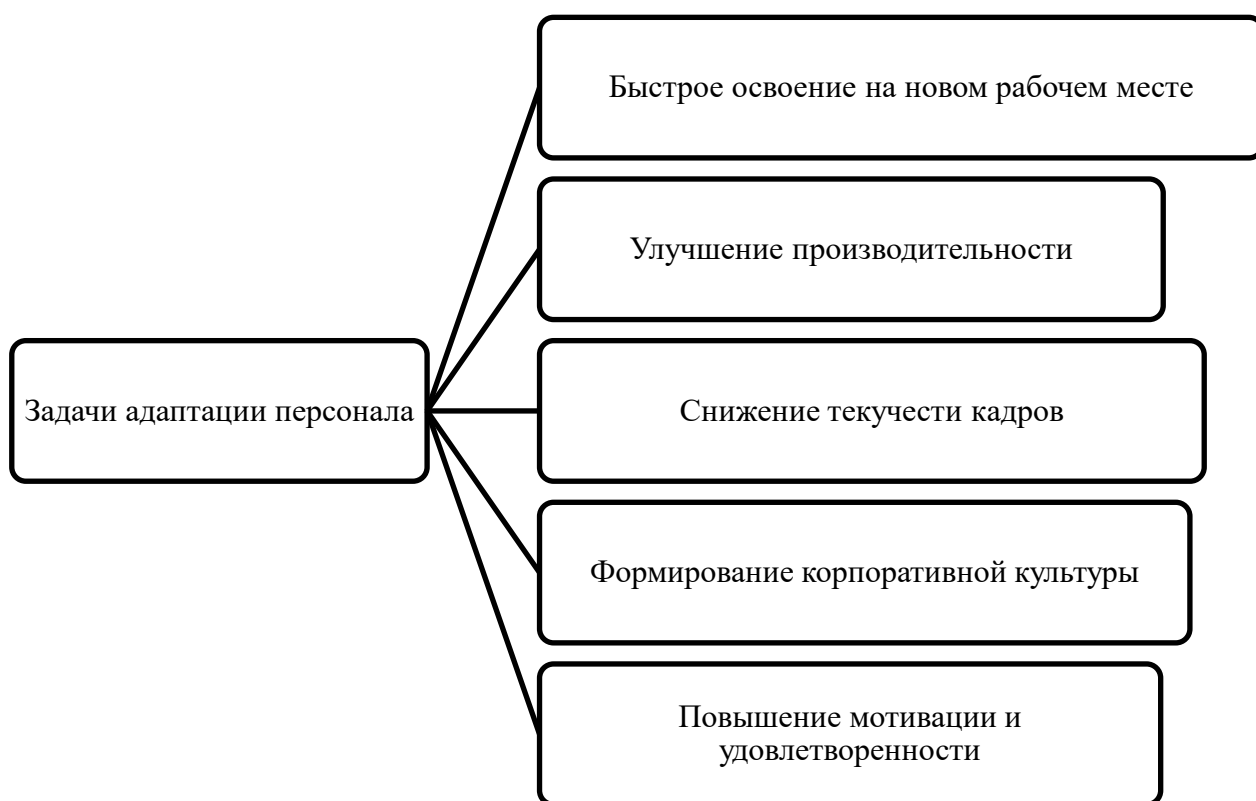 Быстрое освоение на новом рабочем месте
Улучшение производительности
Задачи адаптации персонала
Снижение текучести кадров
Формирование корпоративной культуры
Повышение мотивации и
удовлетворенности